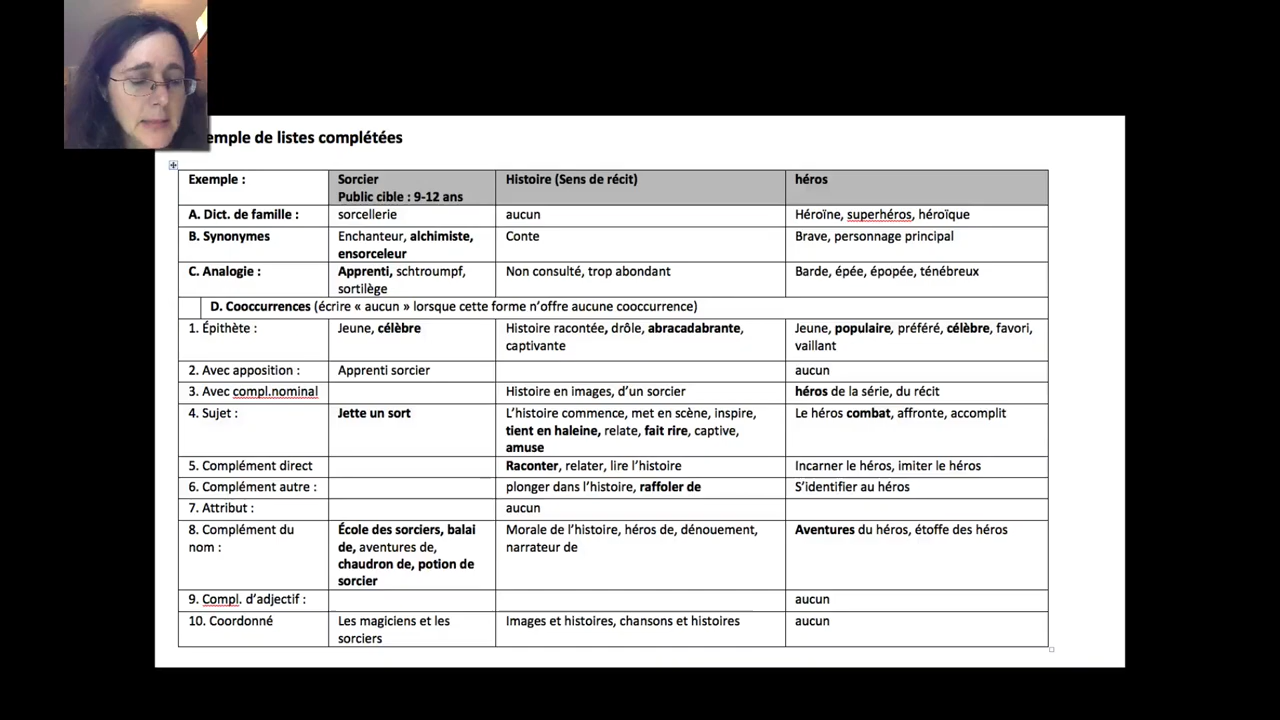 emple de listes complétées
Exemple :
Sorcier
Public cible : 9-12 ans
Histoire (Sens de récit)
héros
A. Dict. de famille :
sorcellerie
aucun
Héroïne, superhéros, héroïque
B. Synonymes
Enchanteur, alchimiste,
ensorceleur
Conte
Brave, personnage principal
C. Analogie :
Apprenti, schtroumpf,
sortilège
Non consulté, trop abondant
Barde, épée, épopée, ténébreux
D. Cooccurrences (écrire « aucun » lorsque cette forme n’offre aucune cooccurrence)
1. Épithète :
Jeune, célèbre
Histoire racontée, drôle, abracadabrante,
captivante
Jeune, populaire, préféré, célèbre, favori,
vaillant
2. Avec apposition :
Apprenti sorcier
aucun
3. Avec compl.nominal
Histoire en images, d’un sorcier
héros de la série, du récit
4. Sujet :
Jette un sort
L’histoire commence, met en scène, inspire,
tient en haleine, relate, fait rire, captive,
amuse
Le héros combat, affronte, accomplit
5. Complément direct
Raconter, relater, lire l’histoire
Incarner le héros, imiter le héros
6. Complément autre :
plonger dans l’histoire, raffoler de
S’identifier au héros
7. Attribut :
aucun
8. Complément du
nom :
École des sorciers, balai
de, aventures de,
chaudron de, potion de
sorcier
Morale de l’histoire, héros de, dénouement,
narrateur de
Aventures du héros, étoffe des héros
9. Compl. d’adjectif :
aucun
10. Coordonné
Les magiciens et les
sorciers
Images et histoires, chansons et histoires
aucun